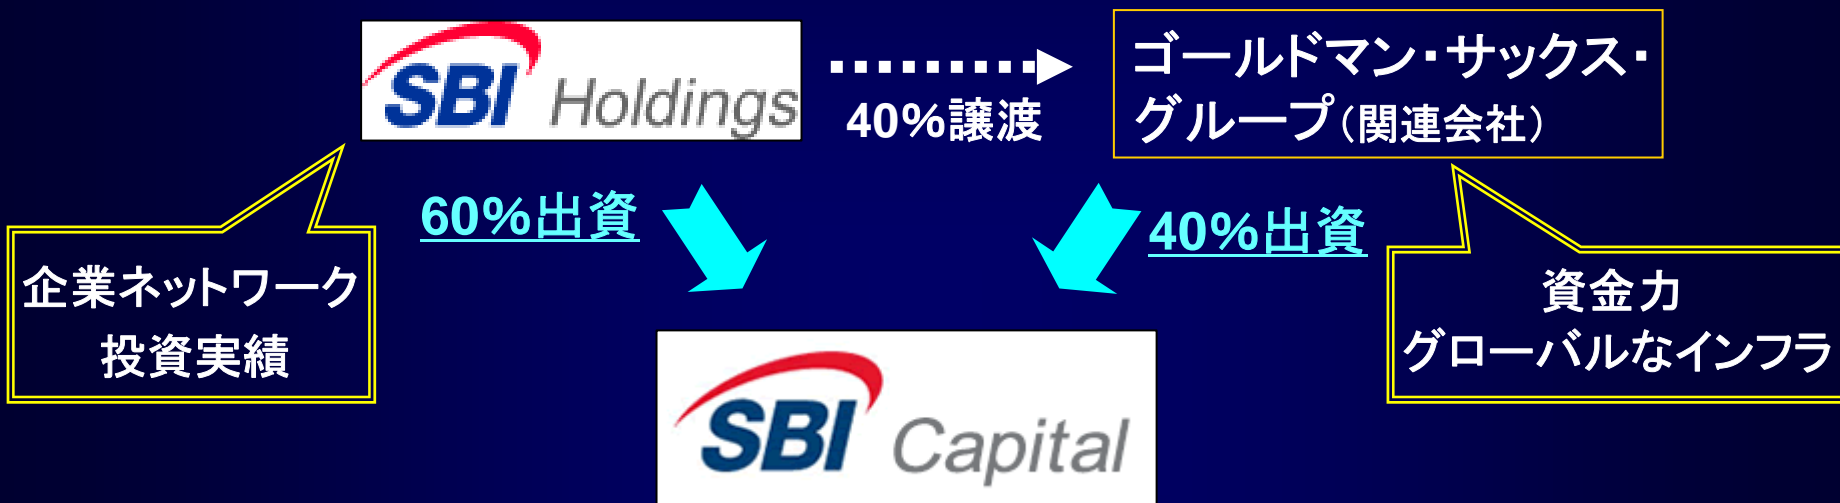 SBI Holdings
40%譲渡
ゴールドマン・サックス・
グループ(関連会社)
60%出資
40%出資
企業ネットワーク
投資実績
資金力
グローバルなインフラ
SBI Capital